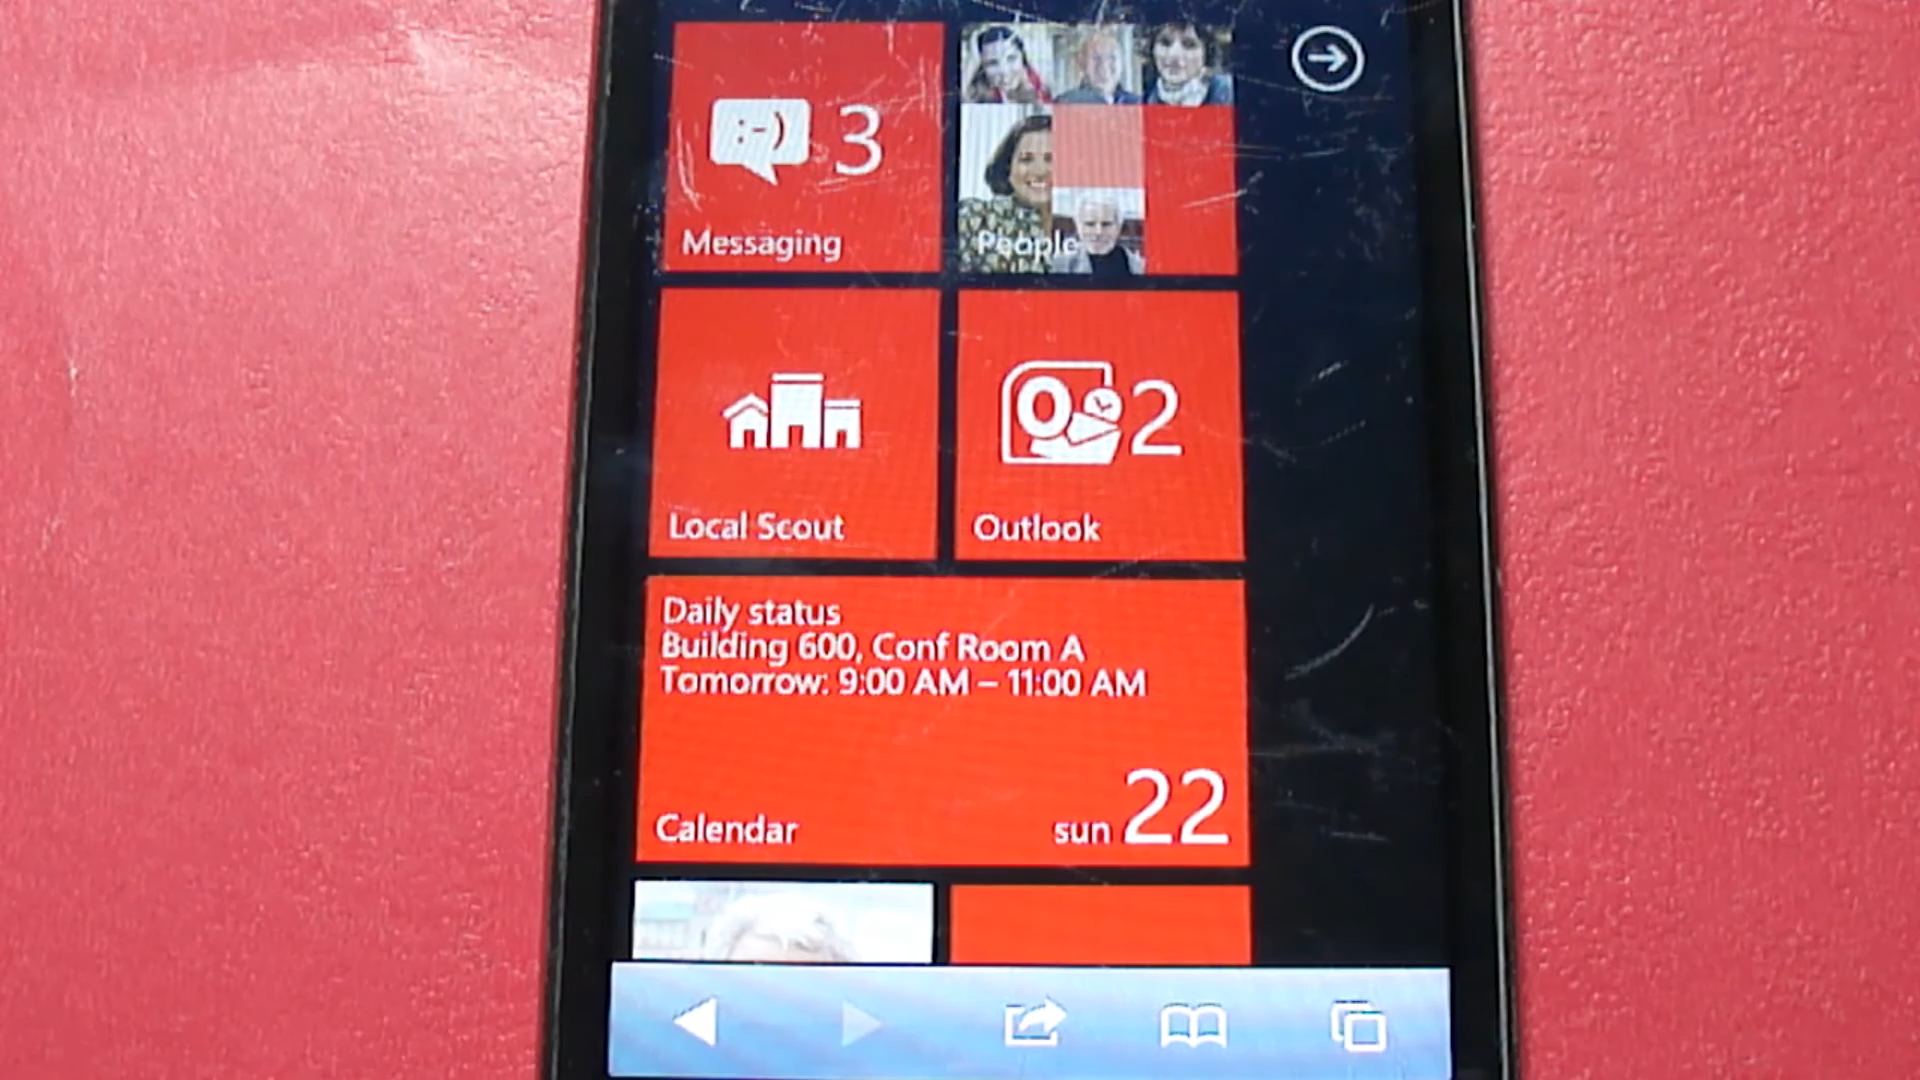 :-) 3
Messaging
People
Local Scout
O 2
Outlook
Daily status
Building 600, Conf Room A
Tomorrow: 9:00 AM – 11:00 AM
Calendar
sun 22